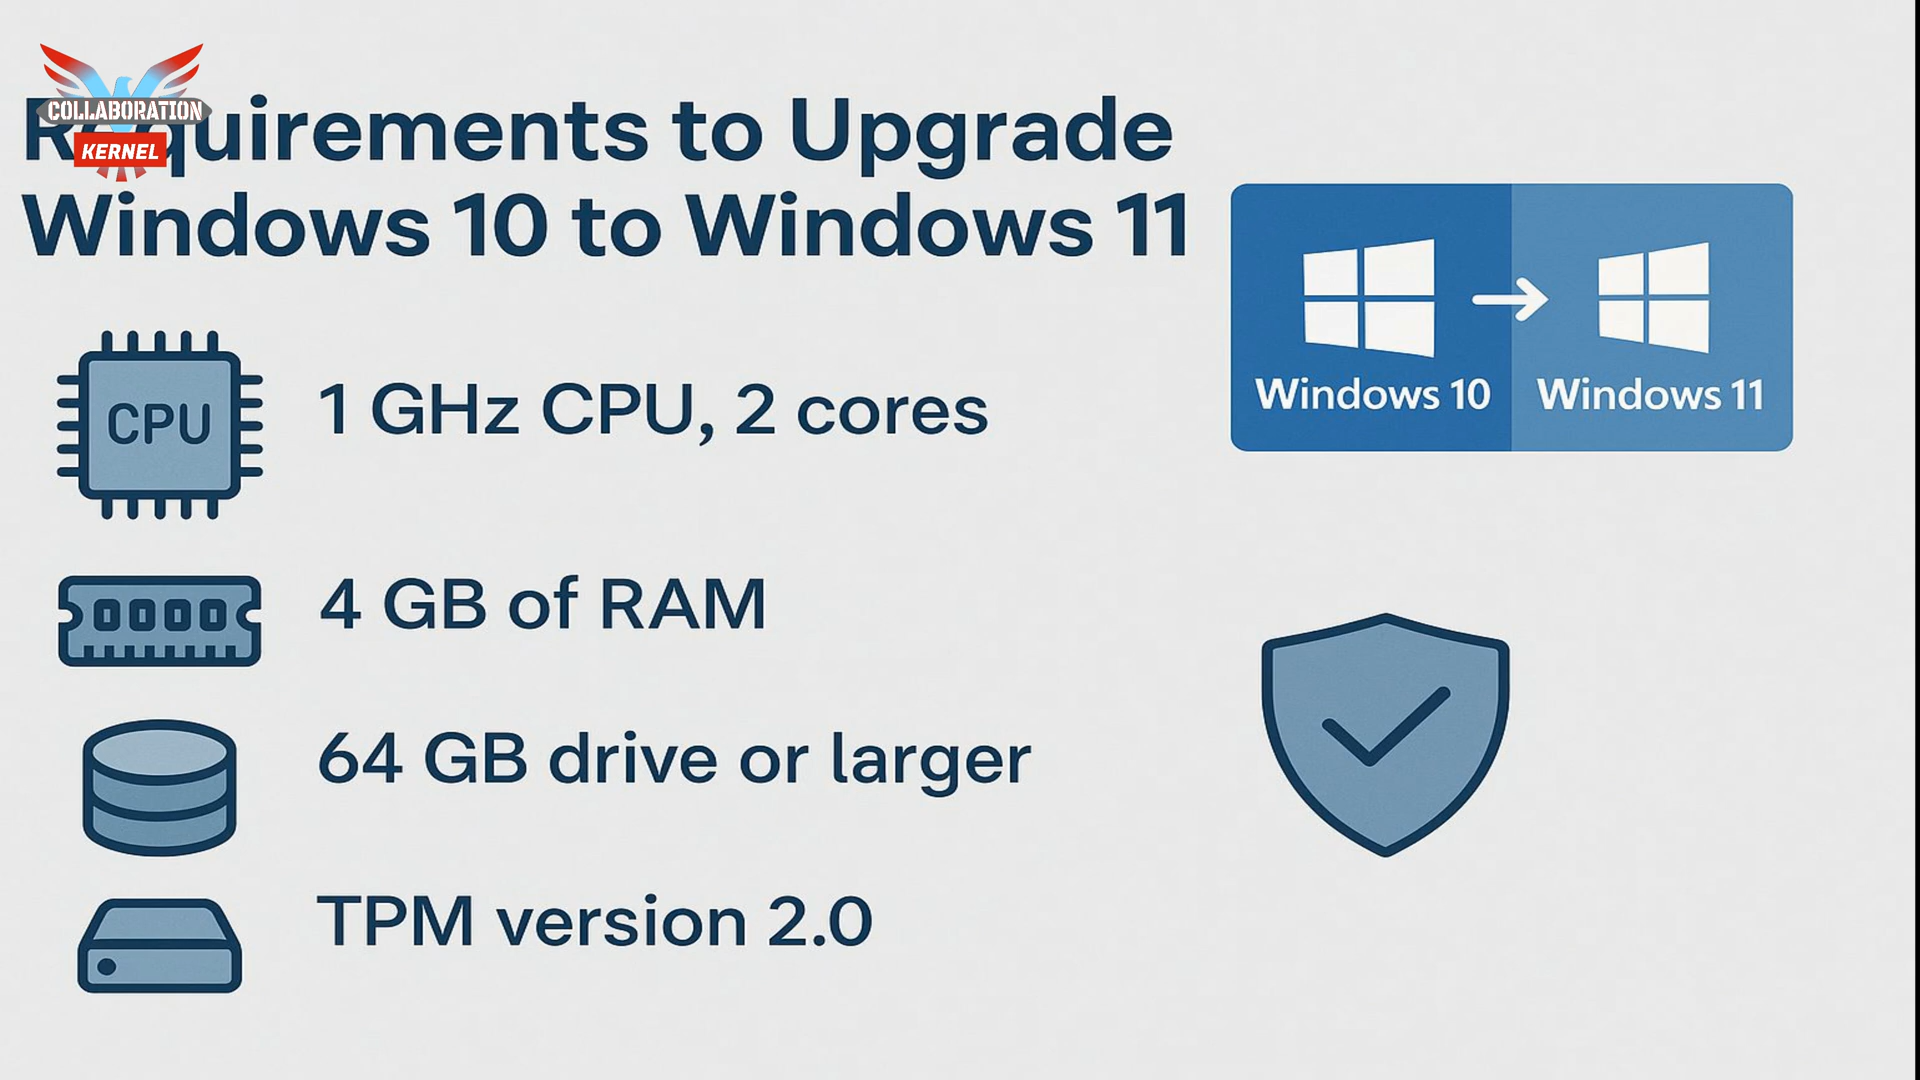 COLLABORATION
KERNEL
Requirements to Upgrade
Windows 10 to Windows 11
CPU
1 GHz CPU, 2 cores
4 GB of RAM
64 GB drive or larger
TPM version 2.0
Windows 10
Windows 11